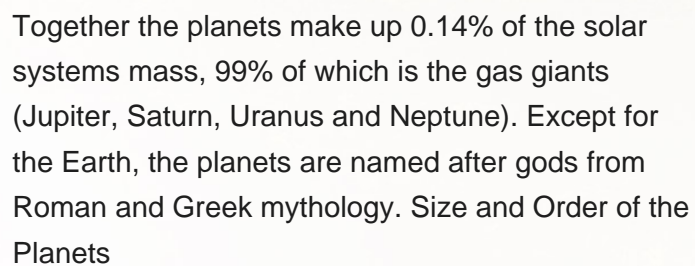 Together the planets make up 0.14% of the solar
systems mass, 99% of which is the gas giants
(Jupiter, Saturn, Uranus and Neptune). Except for
the Earth, the planets are named after gods from
Roman and Greek mythology. Size and Order of the
Planets